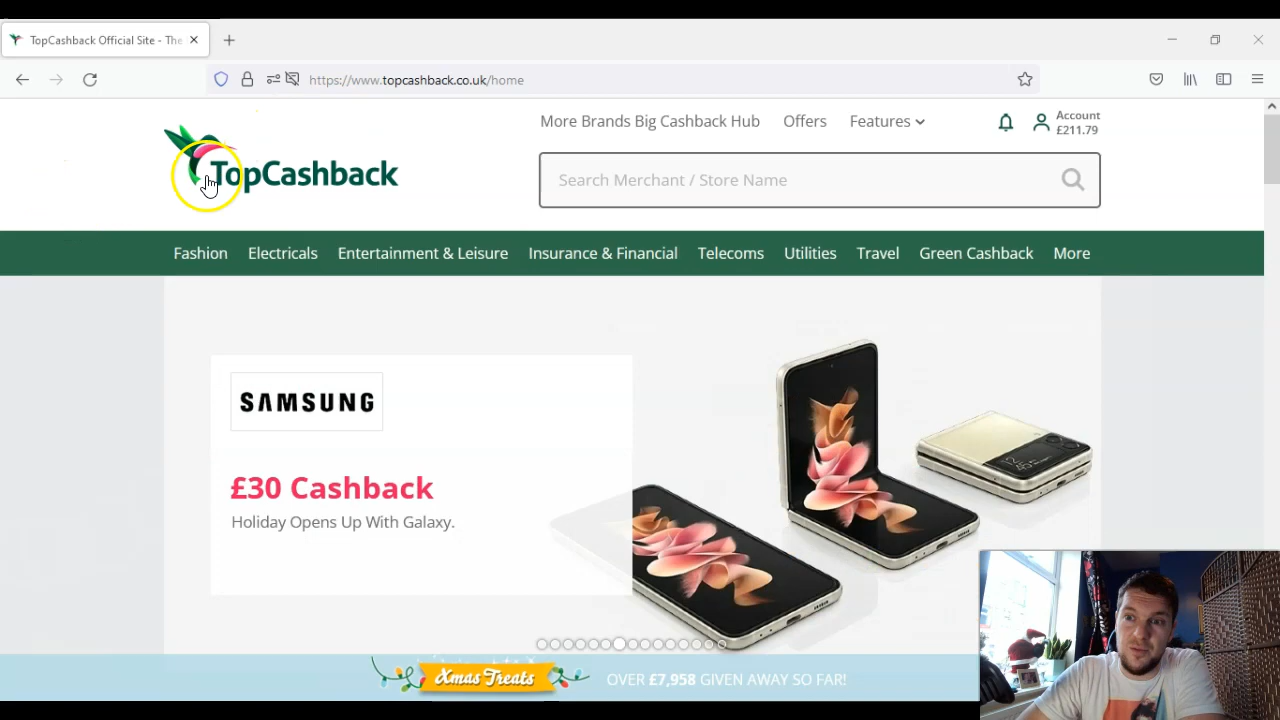 TopCashback Official Site - The
https://www.topcashback.co.uk/home
More Brands Big Cashback Hub
Offers
Features
Account
£211.79
TopCashback
Search Merchant / Store Name
Fashion
Electricals
Entertainment & Leisure
Insurance & Financial
Telecoms
Utilities
Travel
Green Cashback
More
SAMSUNG
£30 Cashback
Holiday Opens Up With Galaxy.
Xmas Treats
OVER £7,958 GIVEN AWAY SO FAR!